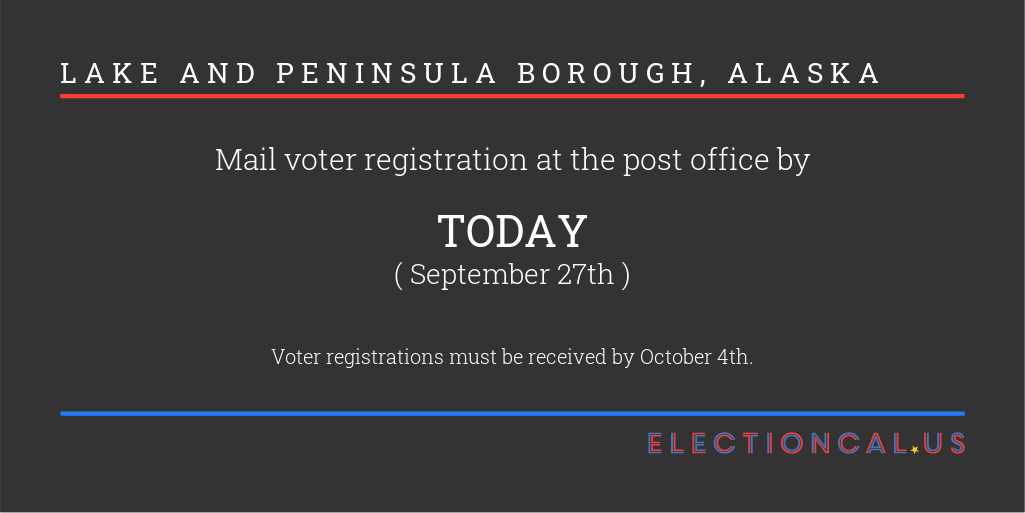 LAKE AND PENINSULA BOROUGH, ALASKA
Mail voter registration at the post office by
TODAY
( September 27th )
Voter registrations must be received by October 4th.
ELECTIONCAL.US